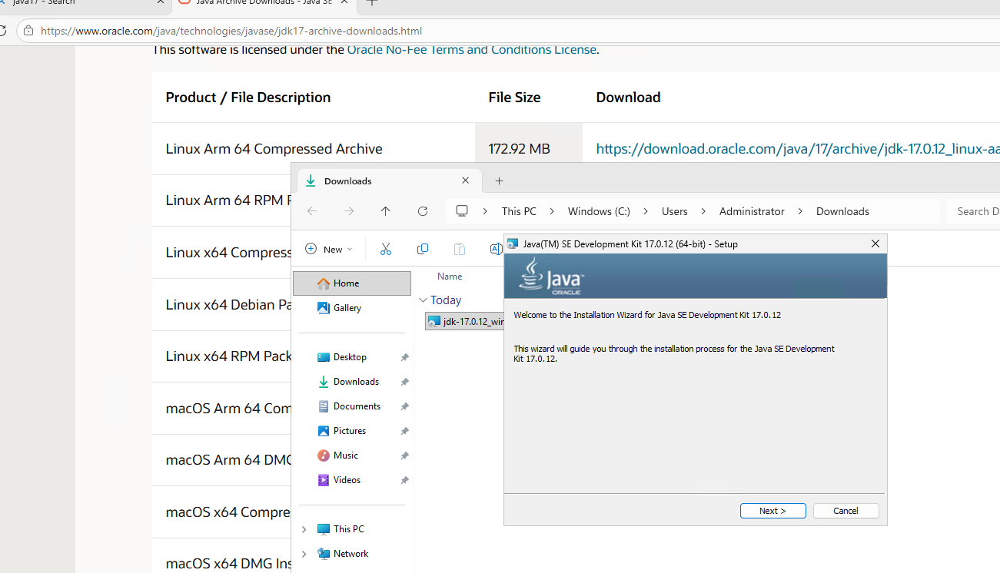 java17 - Search
Java Archive Downloads - Java SE
https://www.oracle.com/java/technologies/javase/jdk17-archive-downloads.html
This software is licensed under the Oracle No-Fee Terms and Conditions License.
Product / File Description File Size Download
Linux Arm 64 Compressed Archive 172.92 MB https://download.oracle.com/java/17/archive/jdk-17.0.12_linux-aa
Linux Arm 64 RPM P
Linux x64 Compress
Linux x64 Debian Pa
Linux x64 RPM Pack
macOS Arm 64 Com
macOS Arm 64 DMG
macOS x64 Compre
macOS x64 DMG Ins
Downloads
This PC > Windows (C:) > Users > Administrator > Downloads
Search D
New
Home
Gallery
Desktop
Downloads
Documents
Pictures
Music
Videos
This PC
Network
Name
Today
jdk-17.0.12_win
Java(TM) SE Development Kit 17.0.12 (64-bit) - Setup
Java™
ORACLE
Welcome to the Installation Wizard for Java SE Development Kit 17.0.12
This wizard will guide you through the installation process for the Java SE Development
Kit 17.0.12.
Next >
Cancel